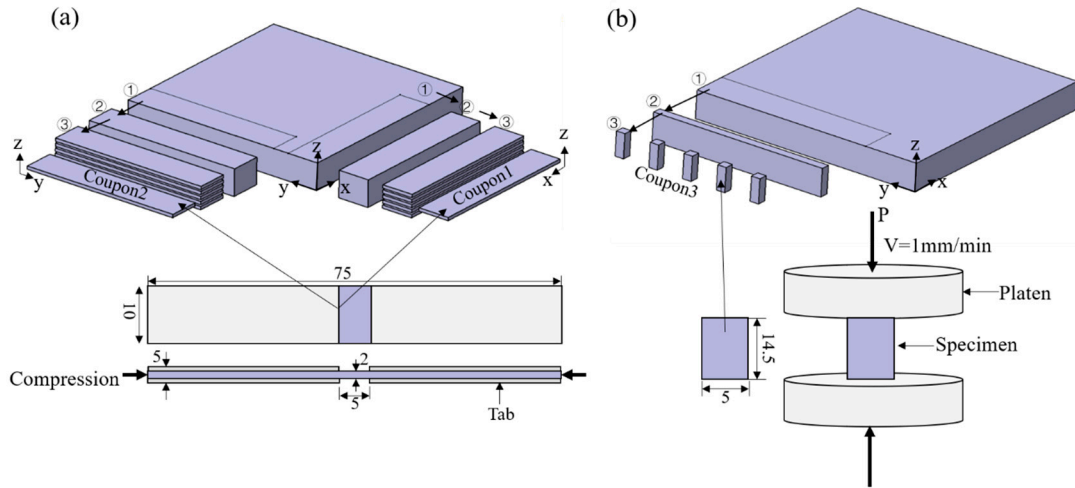 (a)
(b)
①
②
③
①
②
③
①
②
③
z
y
Coupon2
z
y
x
Coupon1
z
x
Coupon3
z
y
x
P
V=1mm/min
75
10
5
2
5
Compression
Tab
14.5
5
Platen
Specimen